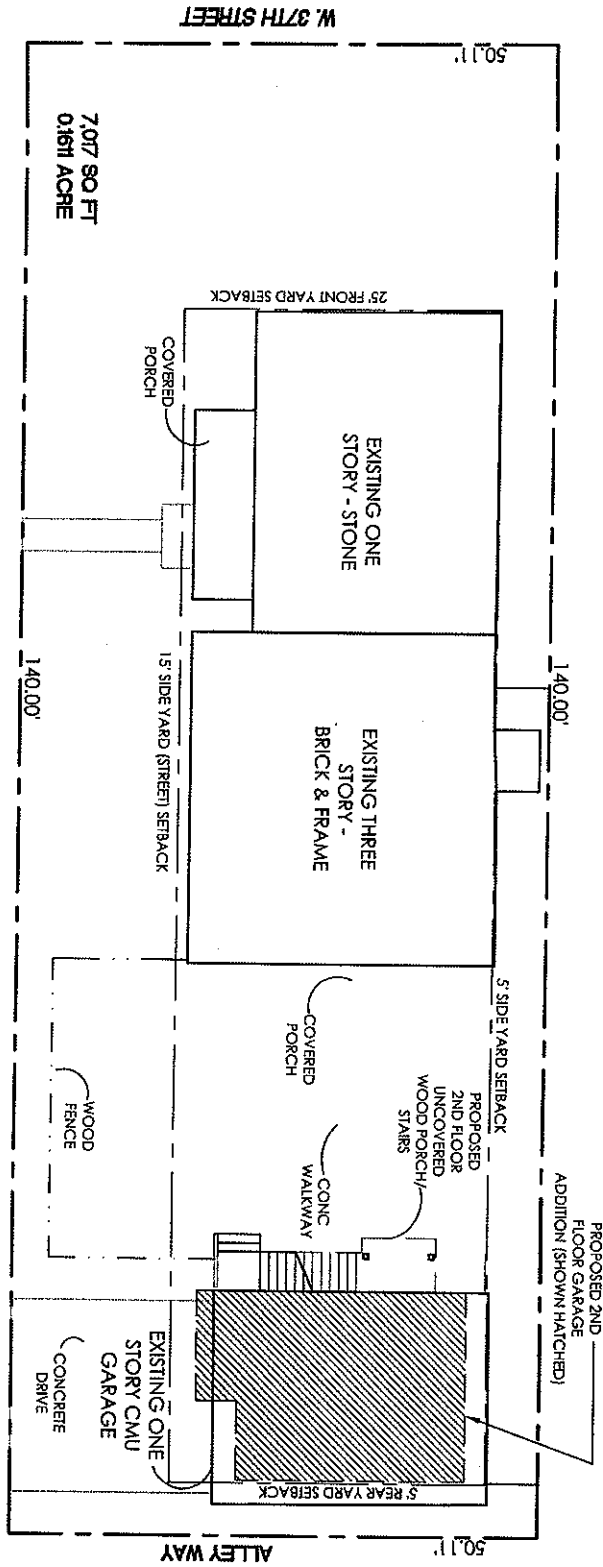 W. 37TH STREET
50.11'
7,017 SQ FT
0.1611 ACRE
25' FRONT YARD SETBACK
COVERED
PORCH
EXISTING ONE
STORY - STONE
140.00'
140.00'
15' SIDE YARD (STREET) SETBACK
EXISTING THREE
STORY -
BRICK & FRAME
5' SIDE YARD SETBACK
COVERED
PORCH
WOOD
FENCE
CONC
WALKWAY
PROPOSED
2ND FLOOR
UNCOVERED
WOOD PORCH/
STAIRS
PROPOSED 2ND
FLOOR GARAGE
ADDITION (SHOWN HATCHED)
EXISTING ONE
STORY CMU
GARAGE
CONCRETE
DRIVE
5' REAR YARD SETBACK
50.11'
ALLEY WAY